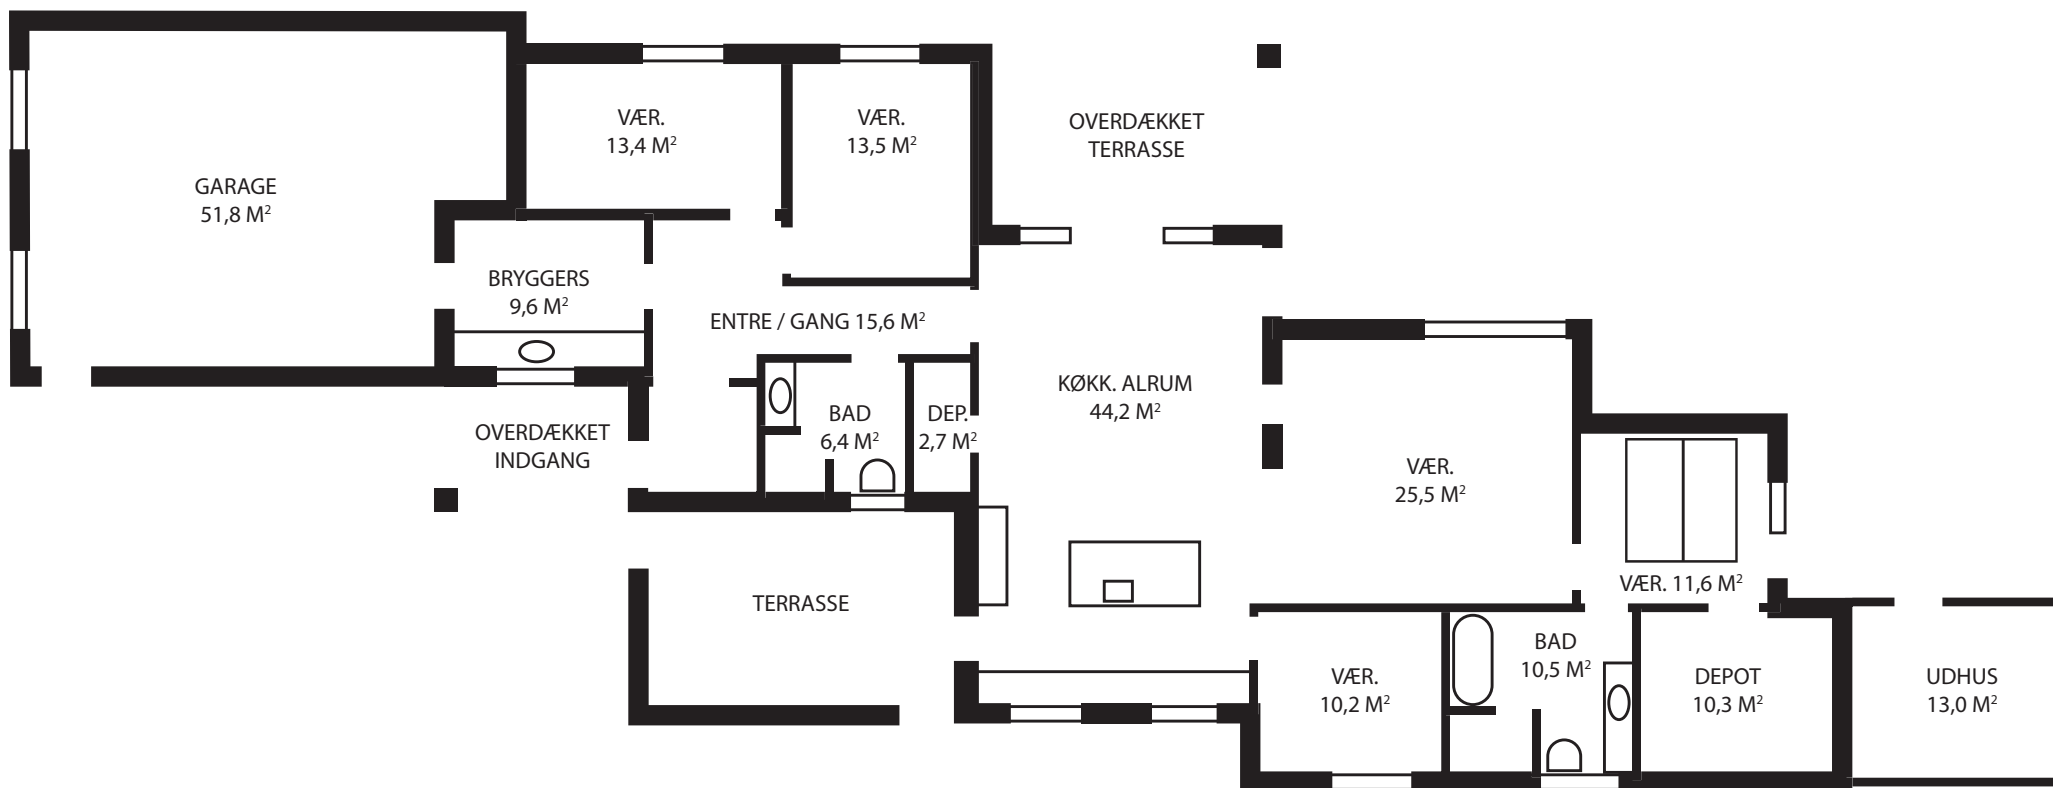 GARAGE
51,8 M²
VÆR.
13,4 M²
VÆR.
13,5 M²
OVERDÆKKET
TERRASSE
BRYGGERS
9,6 M²
ENTRE / GANG 15,6 M²
OVERDÆKKET
INDGANG
BAD
6,4 M²
DEP.
2,7 M²
KØKK. ALRUM
44,2 M²
VÆR.
25,5 M²
VÆR. 11,6 M²
TERRASSE
VÆR.
10,2 M²
BAD
10,5 M²
DEPOT
10,3 M²
UDHUS
13,0 M²